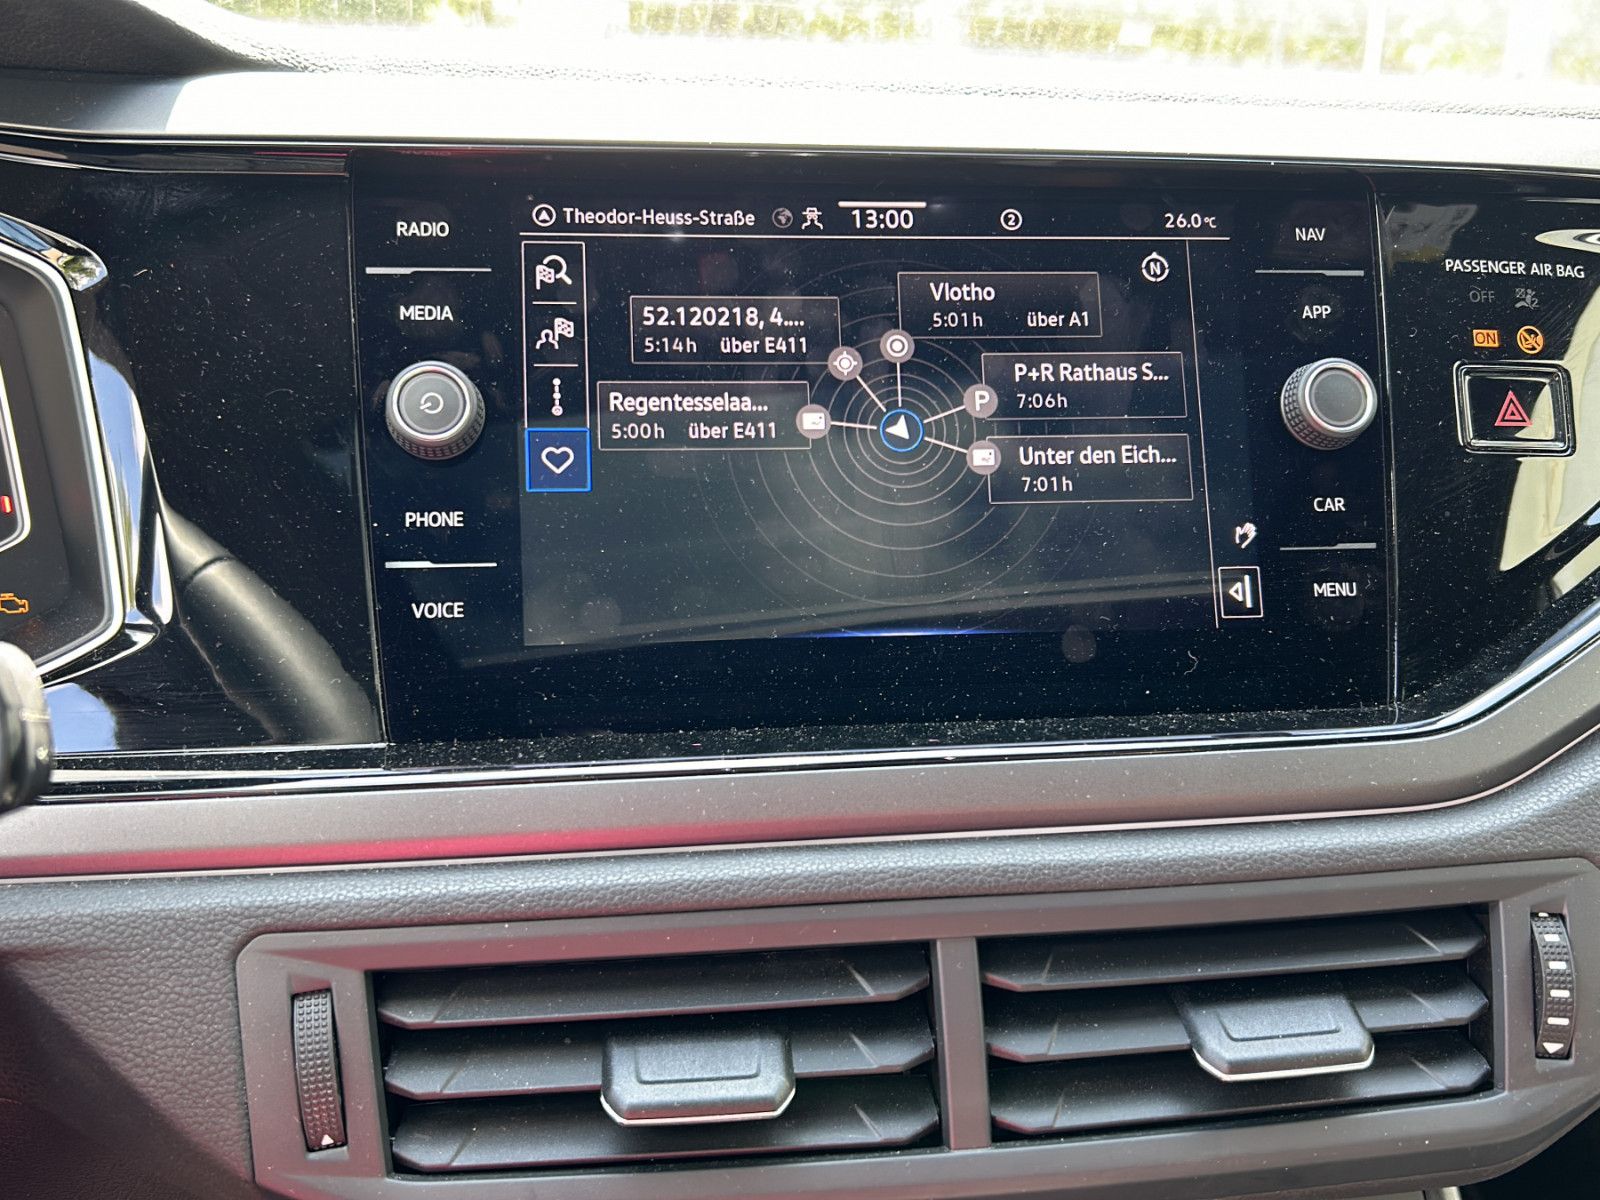 RADIO
MEDIA
PHONE
VOICE
Theodor-Heuss-Straße
13:00
2
26.0°C
N
52.120218, 4....
5:14h über E411
Vlotho
5:01h über A1
Regentesselaa...
5:00h über E411
P
P+R Rathaus S...
7:06h
Unter den Eich...
7:01h
NAV
APP
CAR
MENU
PASSENGER AIR BAG
OFF
ON